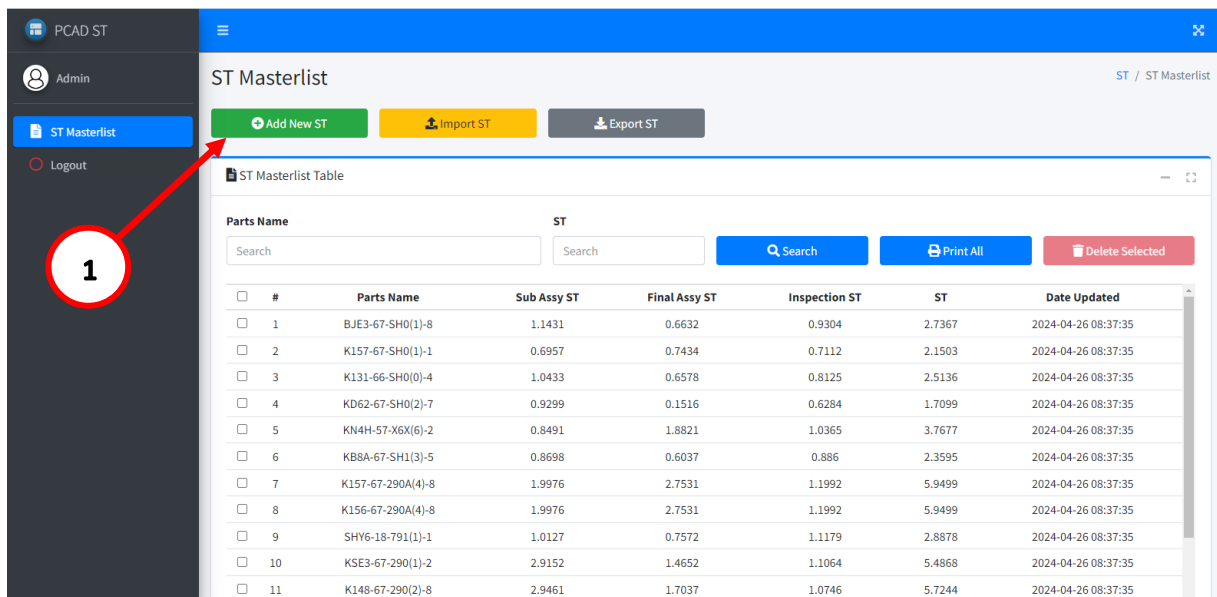 PCAD ST
Admin
ST Masterlist
Logout
ST Masterlist
ST / ST Masterlist
Add New ST Import ST Export ST
1
ST Masterlist Table
Parts Name ST
Search Search Search Print All Delete Selected
# Parts Name Sub Assy ST Final Assy ST Inspection ST ST Date Updated
1 BJE3-67-SH0(1)-8 1.1431 0.6632 0.9304 2.7367 2024-04-26 08:37:35
2 K157-67-SH0(1)-1 0.6957 0.7434 0.7112 2.1503 2024-04-26 08:37:35
3 K131-66-SH0(0)-4 1.0433 0.6578 0.8125 2.5136 2024-04-26 08:37:35
4 KD62-67-SH0(2)-7 0.9299 0.1516 0.6284 1.7099 2024-04-26 08:37:35
5 KN4H-57-X6X(6)-2 0.8491 1.8821 1.0365 3.7677 2024-04-26 08:37:35
6 KB8A-67-SH1(3)-5 0.8698 0.6037 0.886 2.3595 2024-04-26 08:37:35
7 K157-67-290A(4)-8 1.9976 2.7531 1.1992 5.9499 2024-04-26 08:37:35
8 K156-67-290A(4)-8 1.9976 2.7531 1.1992 5.9499 2024-04-26 08:37:35
9 SHY6-18-791(1)-1 1.0127 0.7572 1.1179 2.8878 2024-04-26 08:37:35
10 KSE3-67-290(1)-2 2.9152 1.4652 1.1064 5.4868 2024-04-26 08:37:35
11 K148-67-290(2)-8 2.9461 1.7037 1.0746 5.7244 2024-04-26 08:37:35